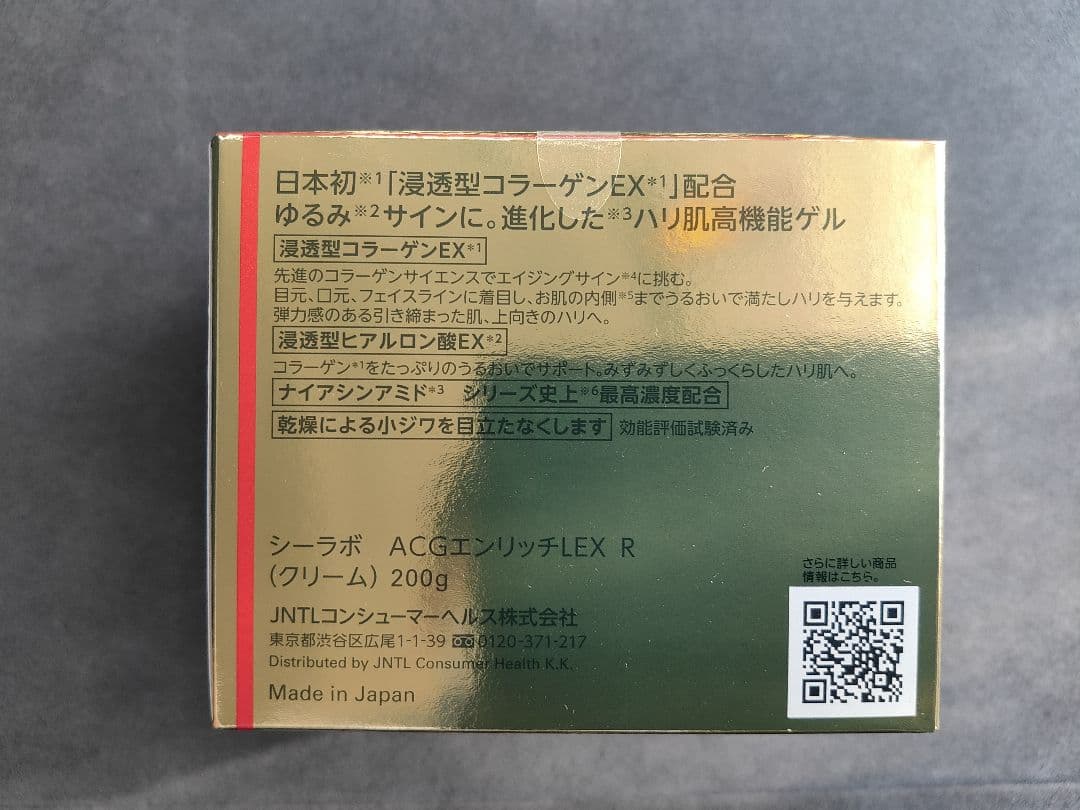 日本初※1「浸透型コラーゲンEX*1」配合
ゆるみ※2サインに。進化した※3ハリ肌高機能ゲル
浸透型コラーゲンEX*1
先進のコラーゲンサイエンスでエイジングサイン※4に挑む。
目元、口元、フェイスラインに着目し、お肌の内側※5までうるおいで満たしハリを与えます。
弾力感のある引き締まった肌、上向きのハリへ。
浸透型ヒアルロン酸EX*2
コラーゲン*1をたっぷりのうるおいでサポート。みずみずしくふっくらしたハリ肌へ。
ナイアシンアミド*3 シリーズ史上※6最高濃度配合
乾燥による小ジワを目立たなくします 効能評価試験済み
シーラボ ACGエンリッチLEX R
(クリーム) 200g
JNTLコンシューマーヘルス株式会社
東京都渋谷区広尾1-1-39 0120-371-217
Distributed by JNTL Consumer Health K.K.
Made in Japan
さらに詳しい商品
情報はこちら。